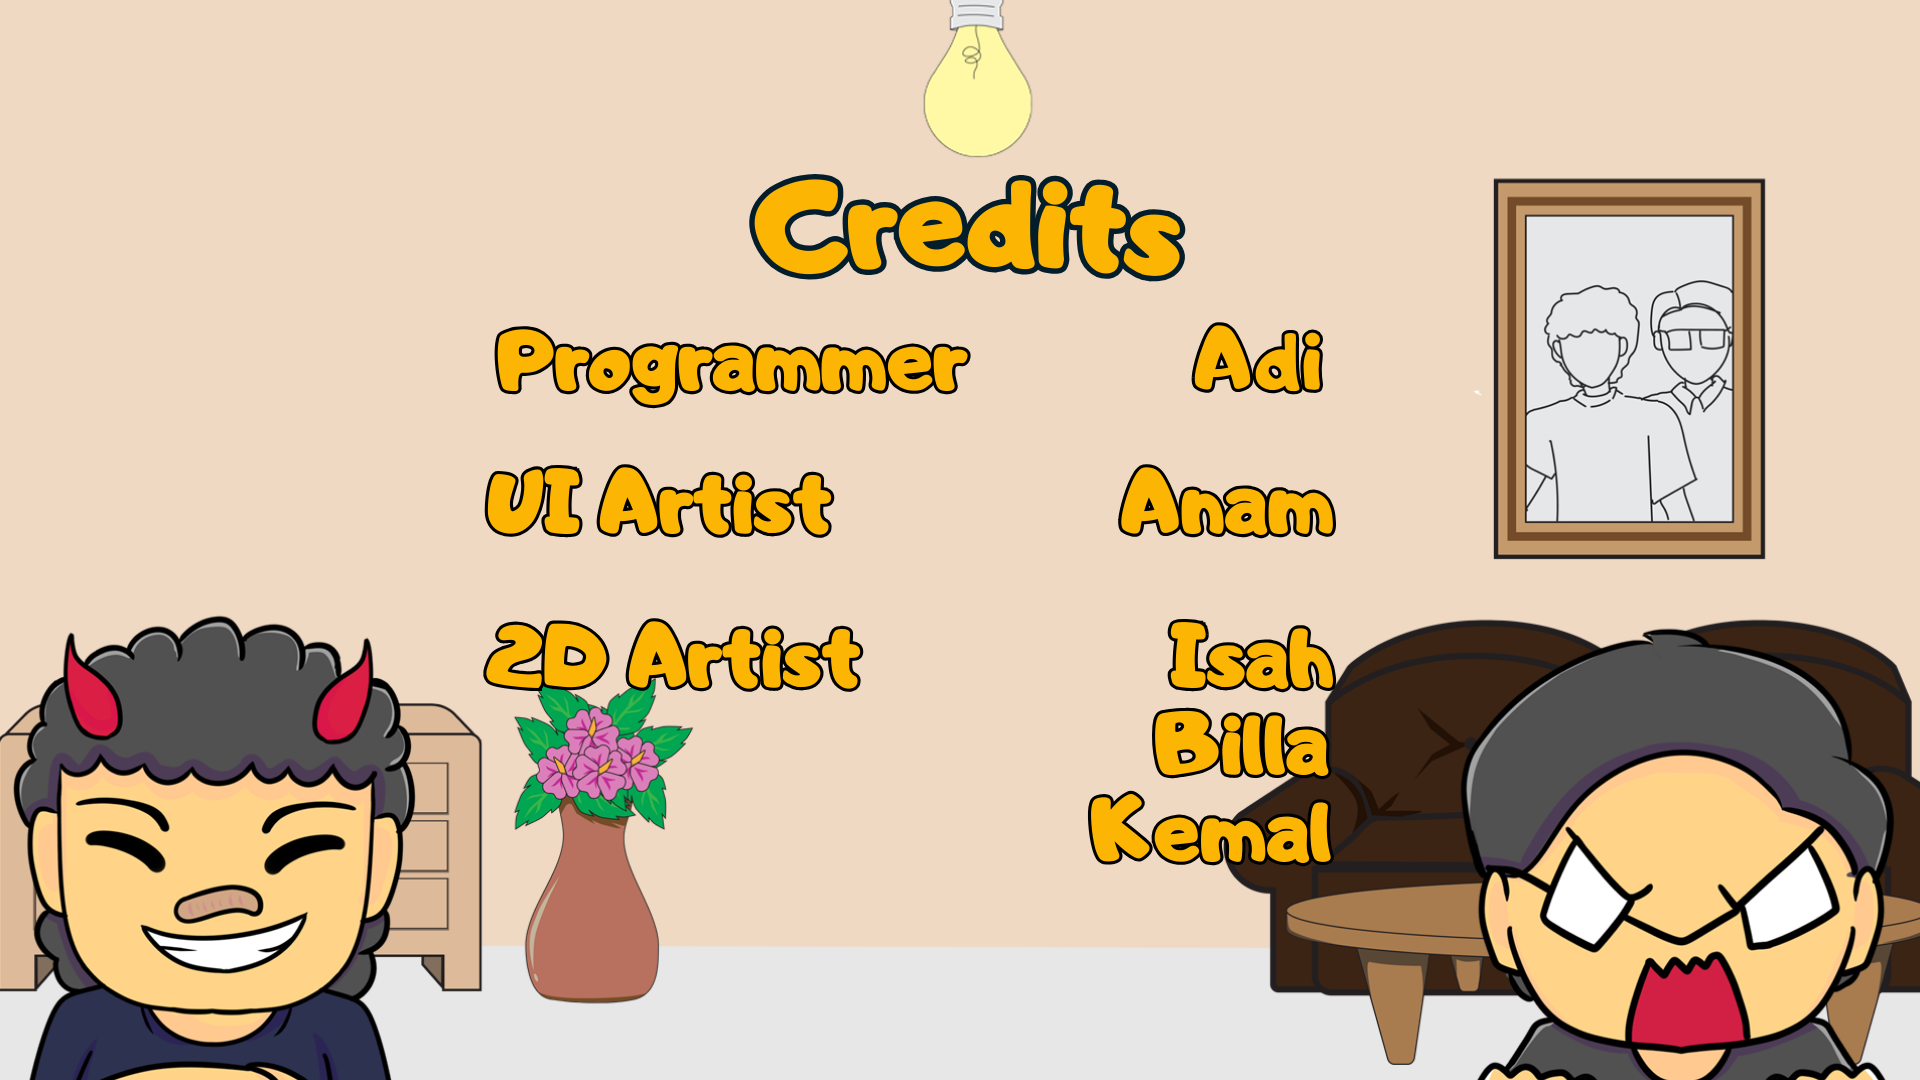 Credits
Programmer Adi
UI Artist Anam
2D Artist Isah
Billa
Kemal